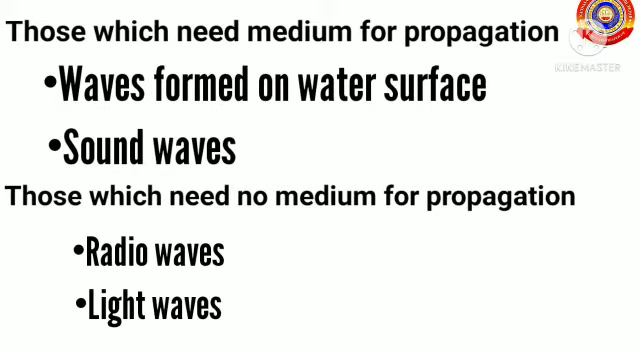 Those which need medium for propagation
KINEMASTER
•Waves formed on water surface
•Sound waves
Those which need no medium for propagation
•Radio waves
•Light waves